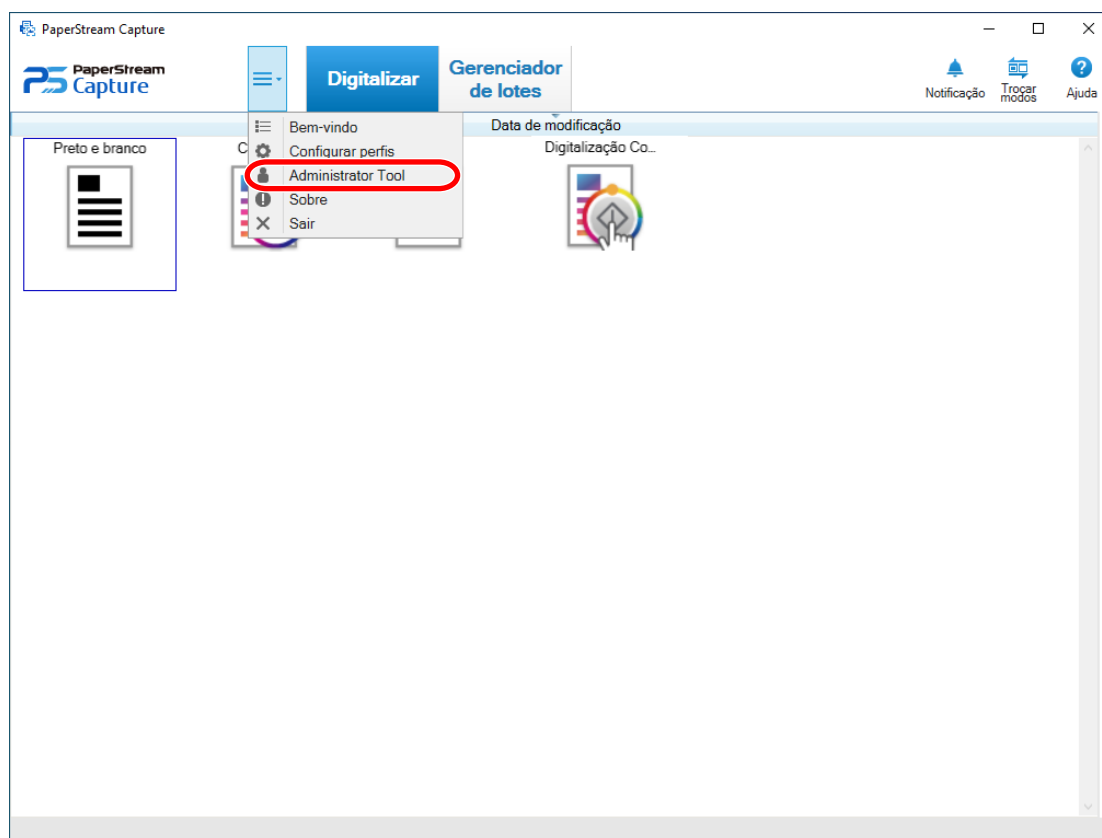 PaperStream Capture
PaperStream
Capture
Digitalizar
Gerenciador
de lotes
Notificação
Troçar
modos
Ajuda
Data de modificação
Bem-vindo
Configurar perfis
Administrator Tool
Sobre
Sair
Preto e branco
C
Digitalização Co...